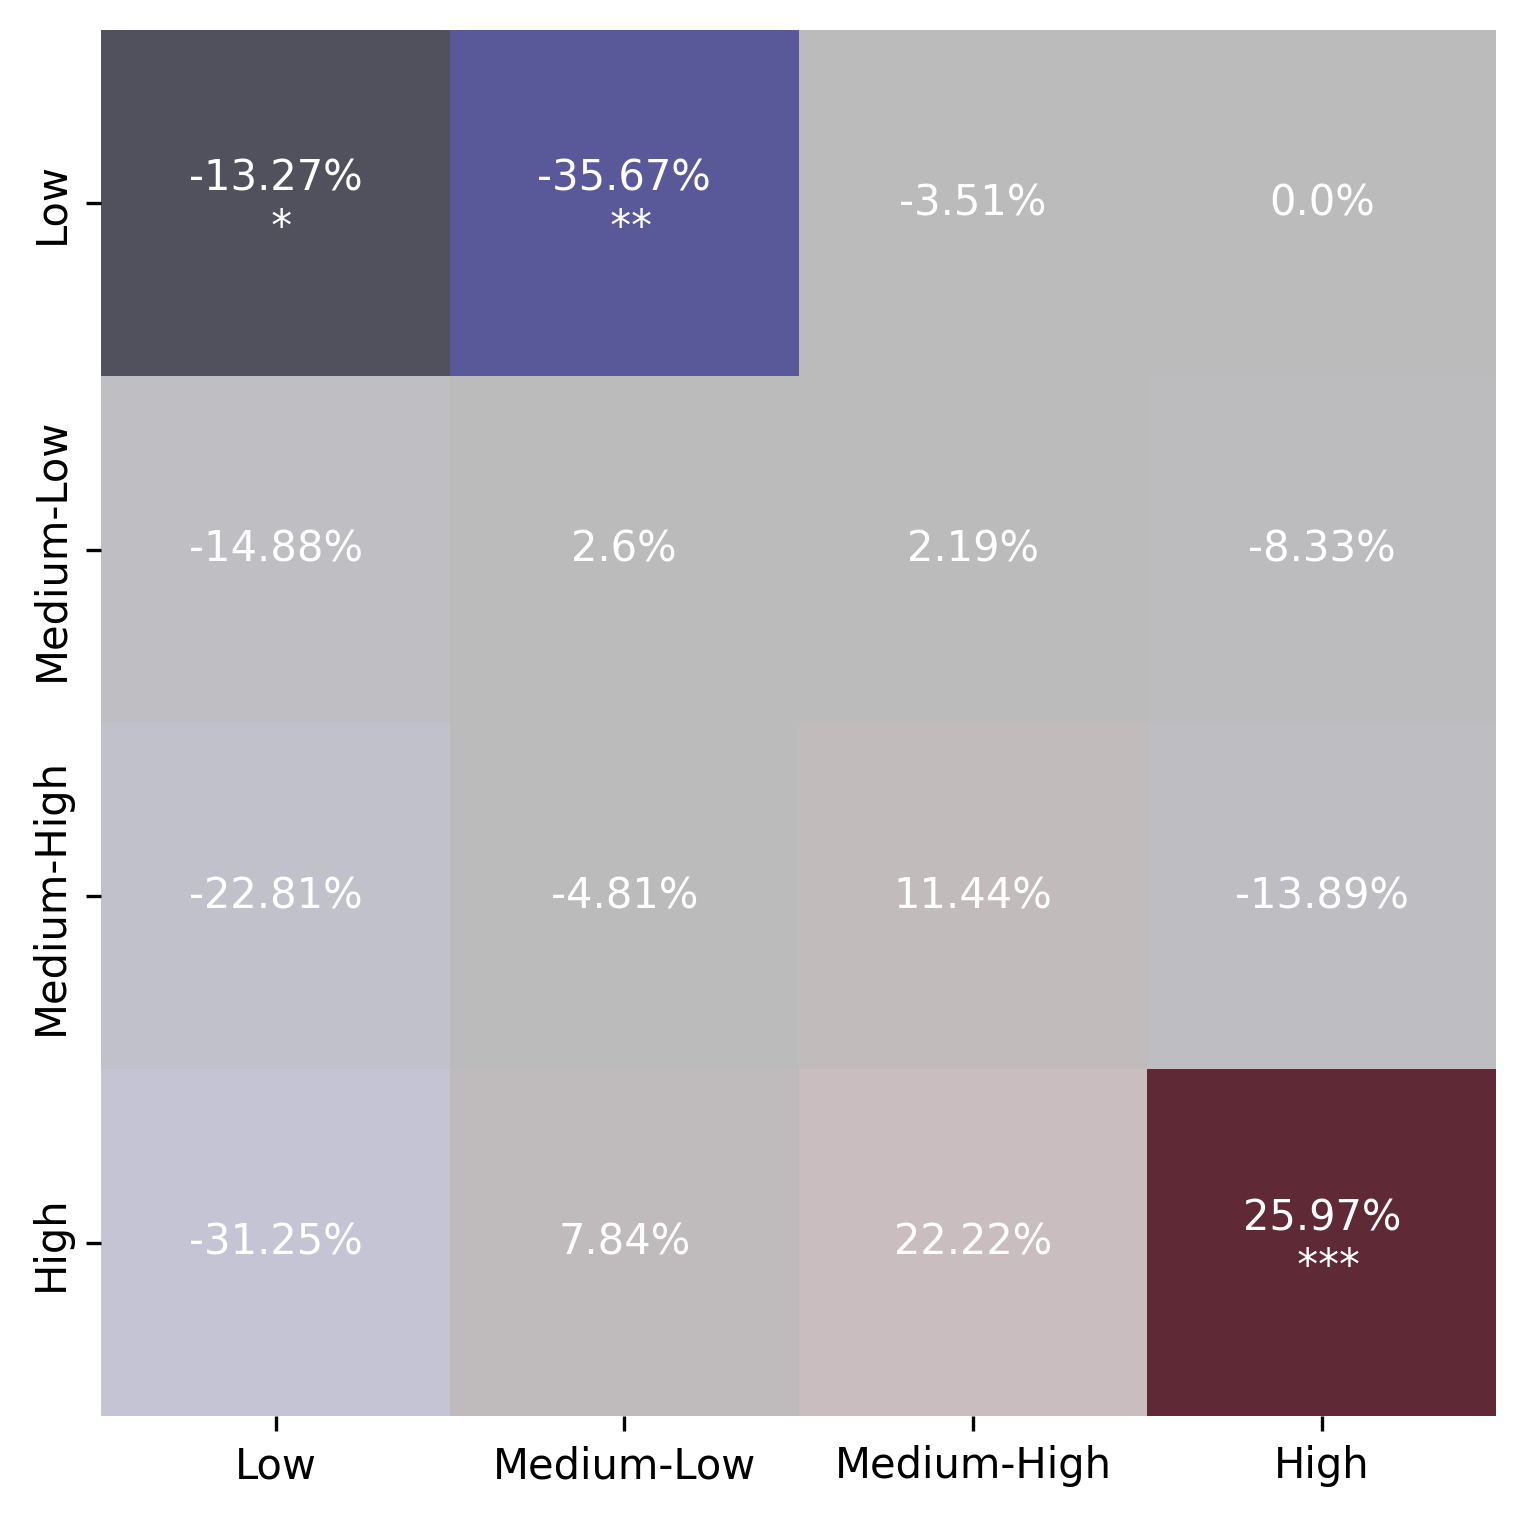 Low
-13.27%
*
-35.67%
**
-3.51%
0.0%
Medium-Low
-14.88%
2.6%
2.19%
-8.33%
Medium-High
-22.81%
-4.81%
11.44%
-13.89%
High
-31.25%
7.84%
22.22%
25.97%
***
Low
Medium-Low
Medium-High
High